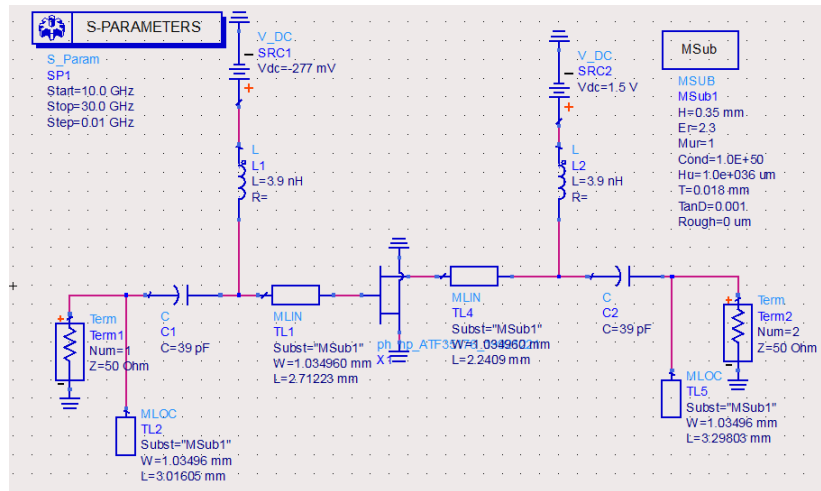 S-PARAMETERS
S_Param
SP1
Start=10.0 GHz
Stop=30.0 GHz
Step=0.01 GHz
V_DC
SRC1
Vdc=-277 mV
V_DC
SRC2
Vdc=1.5 V
MSub
MSUB
MSub1
H=0.35 mm
Er=2.3
Mur=1
Cond=1.0E+50
Hu=1.0e+036 um
T=0.018 mm
TanD=0.001
Rough=0 um
L
L1
L=3.9 nH
R=
L
L2
L=3.9 nH
R=
Term
Term1
Num=1
Z=50 Ohm
C
C1
C=39 pF
MLIN
TL1
Subst="MSub1"
W=1.034960 mm
L=2.71223 mm
X1
MLIN
TL4
Subst="MSub1"
W=1.034960 mm
L=2.2409 mm
C
C2
C=39 pF
Term
Term2
Num=2
Z=50 Ohm
MLOC
TL2
Subst="MSub1"
W=1.03496 mm
L=3.01605 mm
MLOC
TL5
Subst="MSub1"
W=1.03496 mm
L=3.29803 mm